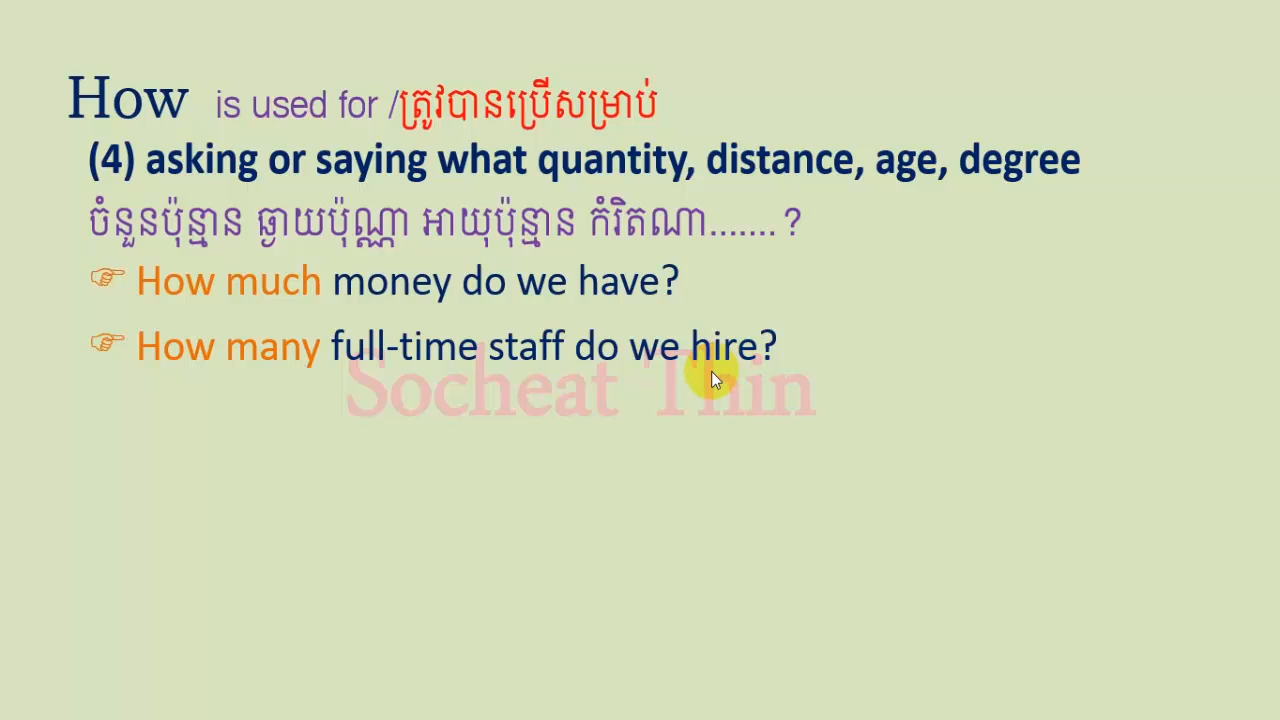 How is used for /ត្រូវបានប្រើសម្រាប់
(4) asking or saying what quantity, distance, age, degree
ចំនួនប៉ុន្មាន ឆ្ងាយប៉ុណ្ណា អាយុប៉ុន្មាន កំរិតណា.......?
How much money do we have?
How many full-time staff do we hire?
Socheat Thin